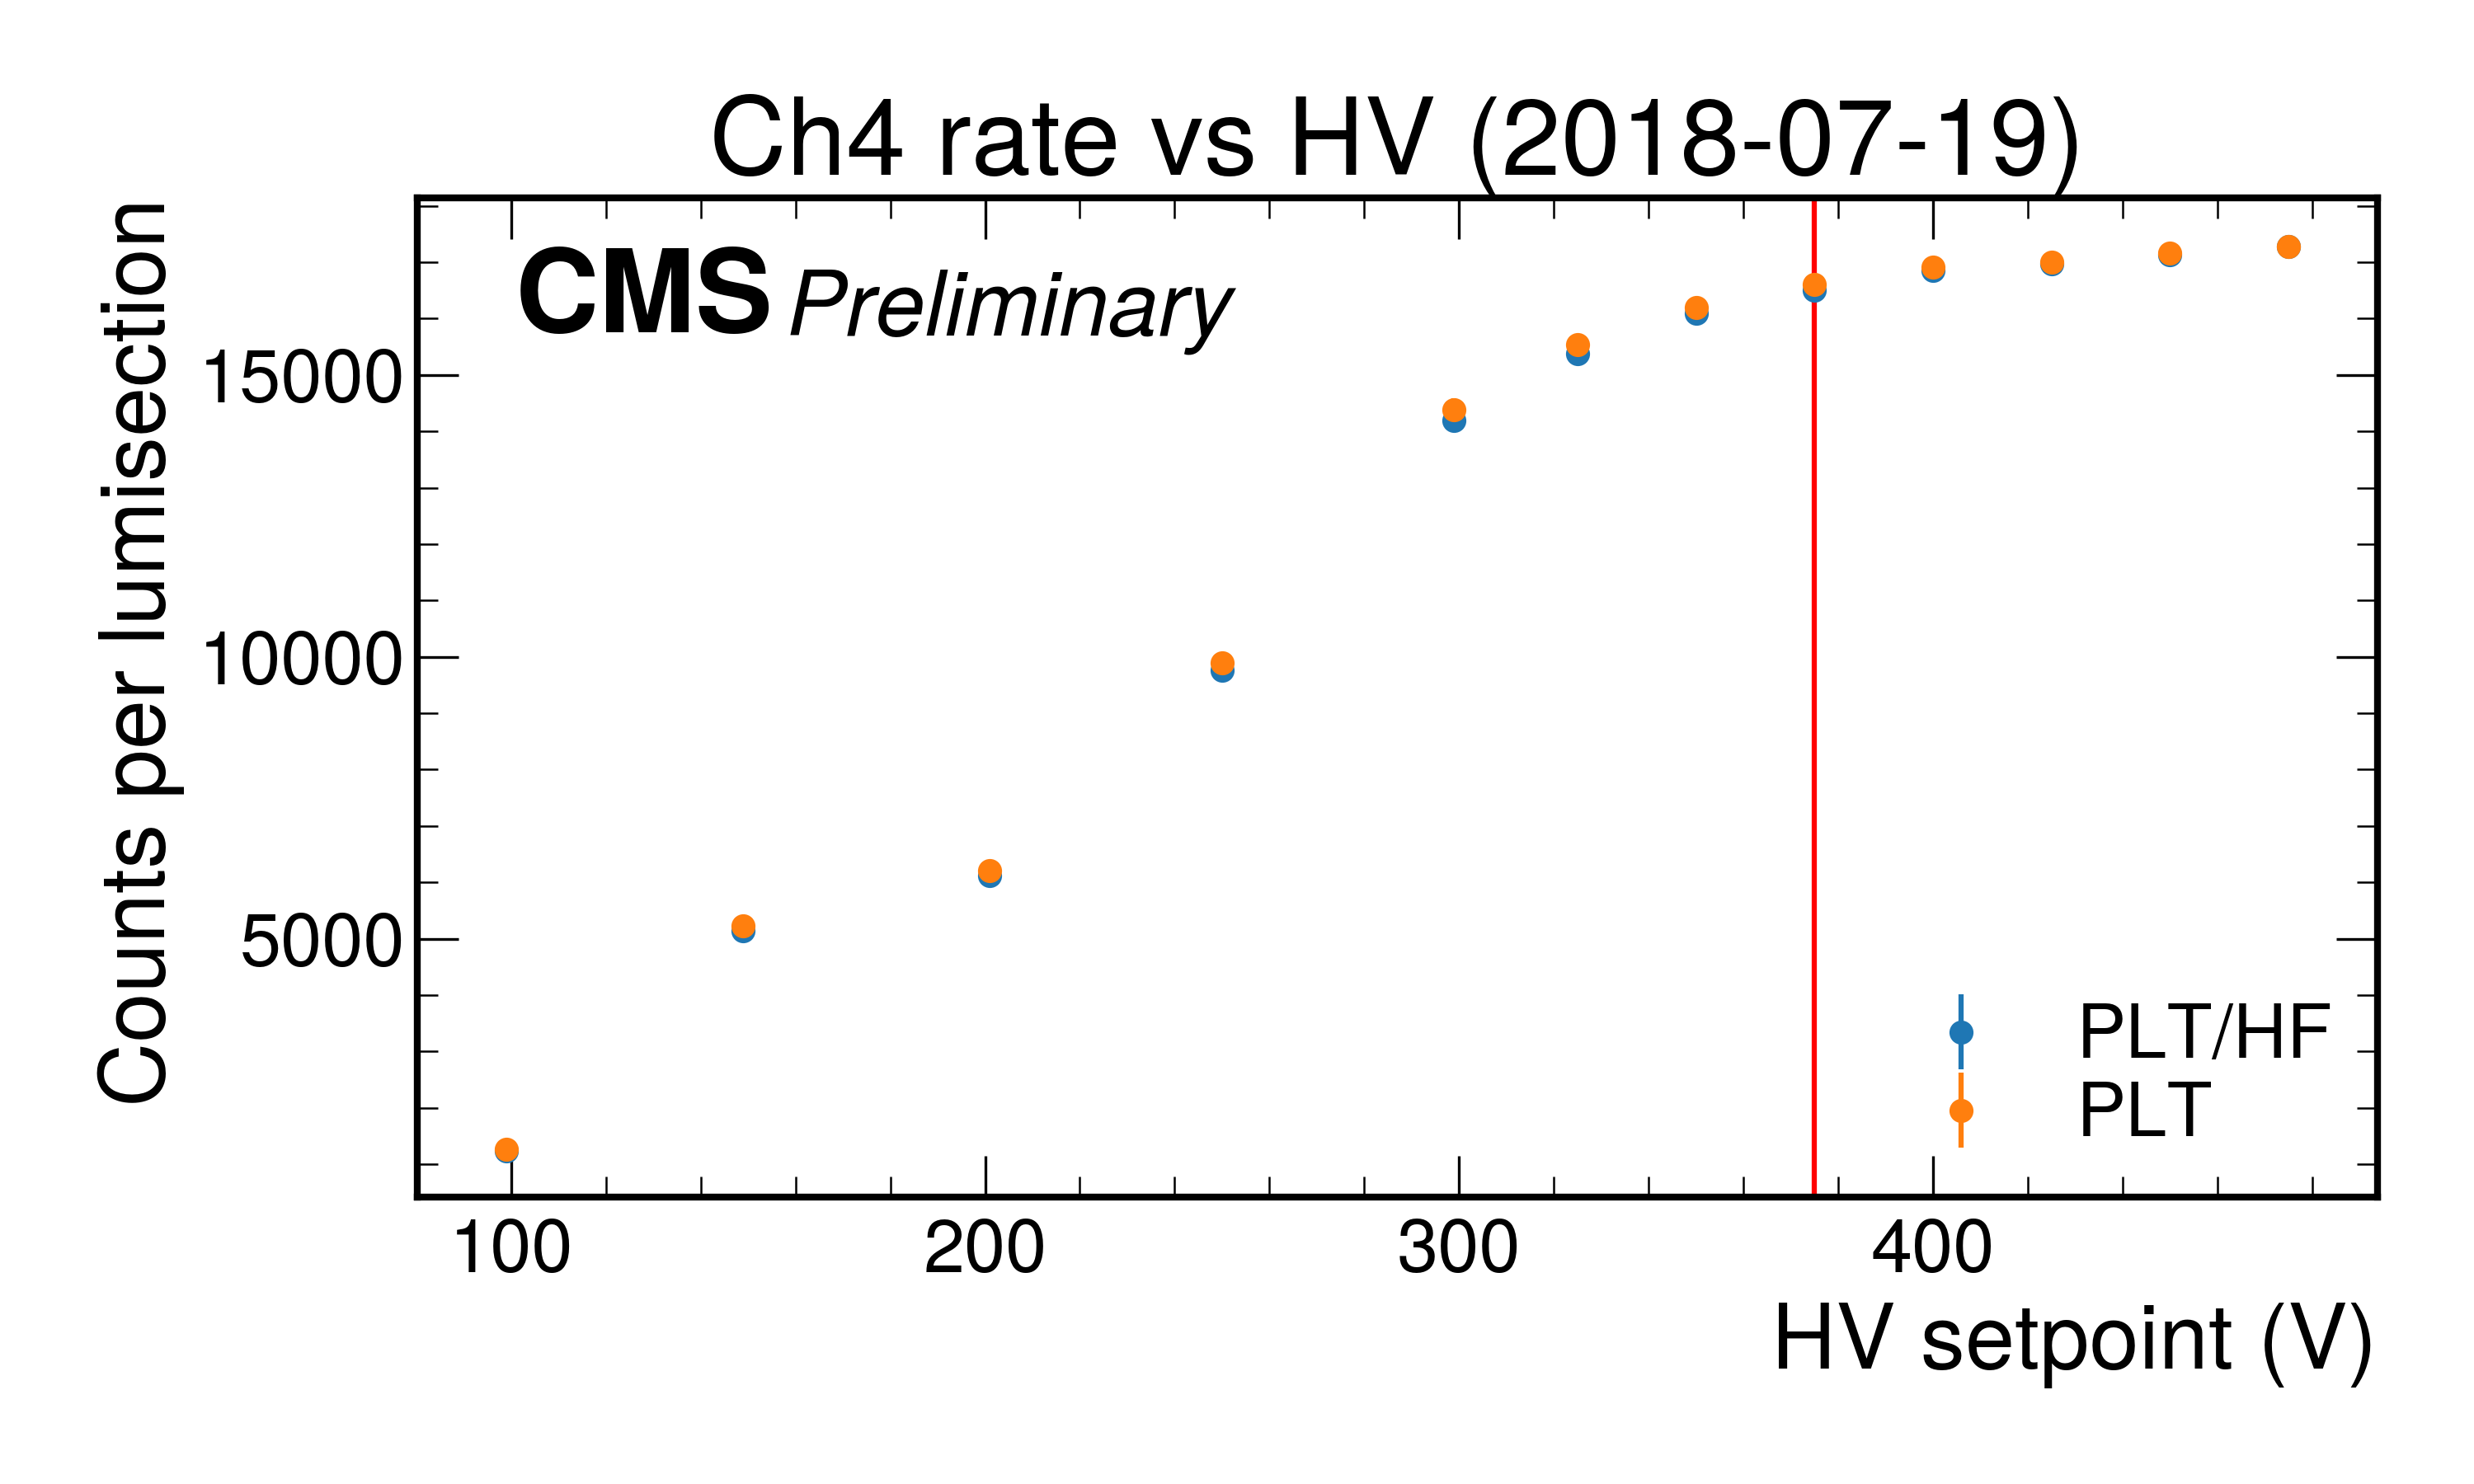 Ch4 rate vs HV (2018-07-19)
CMS Preliminary
Counts per lumisection
15000
10000
5000
PLT/HF
PLT
100 200 300 400
HV setpoint (V)